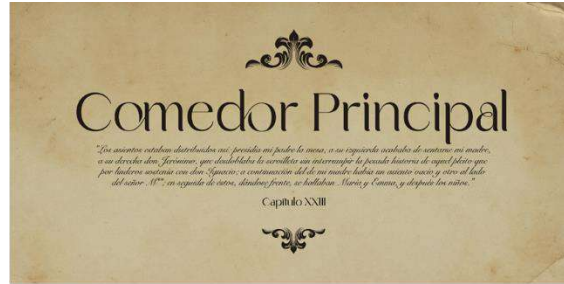 Comedor Principal
"Los asientos estaban distribuidos así: presidía mi padre la mesa, a su izquierda acababa de sentarse mi madre,
a su derecha don Jerónimo, que desdoblaba la servilleta sin interrumpir la pesada historia de aquel pleito que
por linderos sostenía con don Ignacio; a continuación del de mi madre había un asiento vacío y otro al lado
del señor M***; en seguida de éstos, dándose frente, se hallaban María y Emma, y después los niños."
Capítulo XXIII